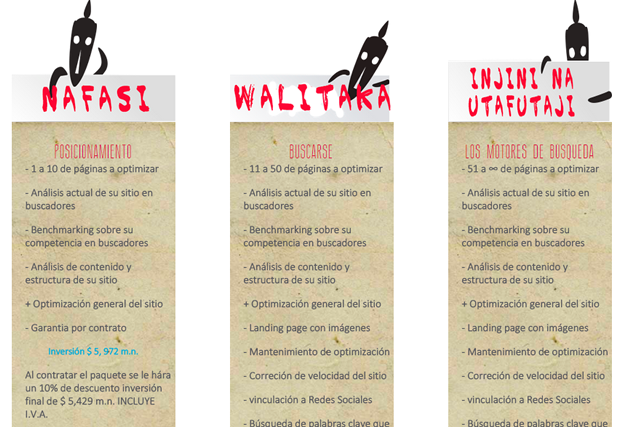 NAFASI
POSICIONAMIENTO
- 1 a 10 de páginas a optimizar
- Análisis actual de su sitio en
buscadores
- Benchmarking sobre su
competencia en buscadores
- Análisis de contenido y
estructura de su sitio
+ Optimización general del sitio
- Garantia por contrato
Inversión $ 5, 972 m.n.
Al contratar el paquete se le hára
un 10% de descuento inversión
final de $ 5,429 m.n. INCLUYE
I.V.A.
WALITAKA
BUSCARSE
- 11 a 50 de páginas a optimizar
- Análisis actual de su sitio en
buscadores
- Benchmarking sobre su
competencia en buscadores
- Análisis de contenido y
estructura de su sitio
+ Optimización general del sitio
- Landing page con imágenes
- Mantenimiento de optimización
- Correción de velocidad del sitio
- vinculación a Redes Sociales
- Búsqueda de palabras clave que
INJINI NA
UTAFUTAJI
LOS MOTORES DE BUSQUEDA
- 51 a ∞ de páginas a optimizar
- Análisis actual de su sitio en
buscadores
- Benchmarking sobre su
competencia en buscadores
- Análisis de contenido y
estructura de su sitio
+ Optimización general del sitio
- Landing page con imágenes
- Mantenimiento de optimización
- Correción de velocidad del sitio
- vinculación a Redes Sociales
- Búsqueda de palabras clave que